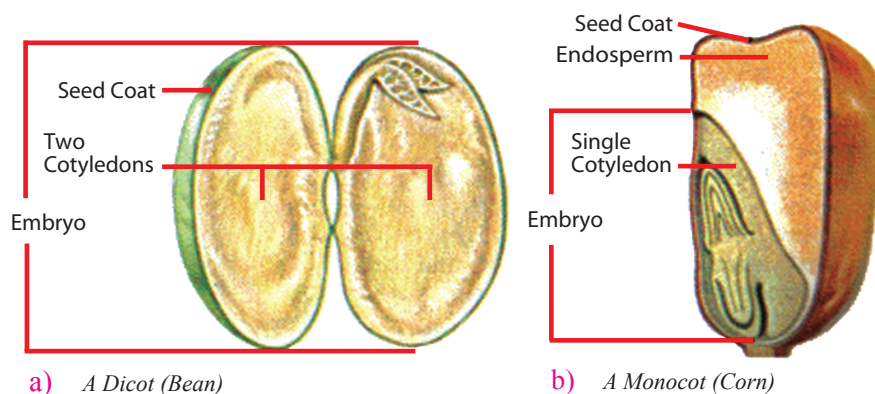 Seed Coat
Two
Cotyledons
Embryo
a) A Dicot (Bean)
Seed Coat
Endosperm
Single
Cotyledon
Embryo
b) A Monocot (Corn)